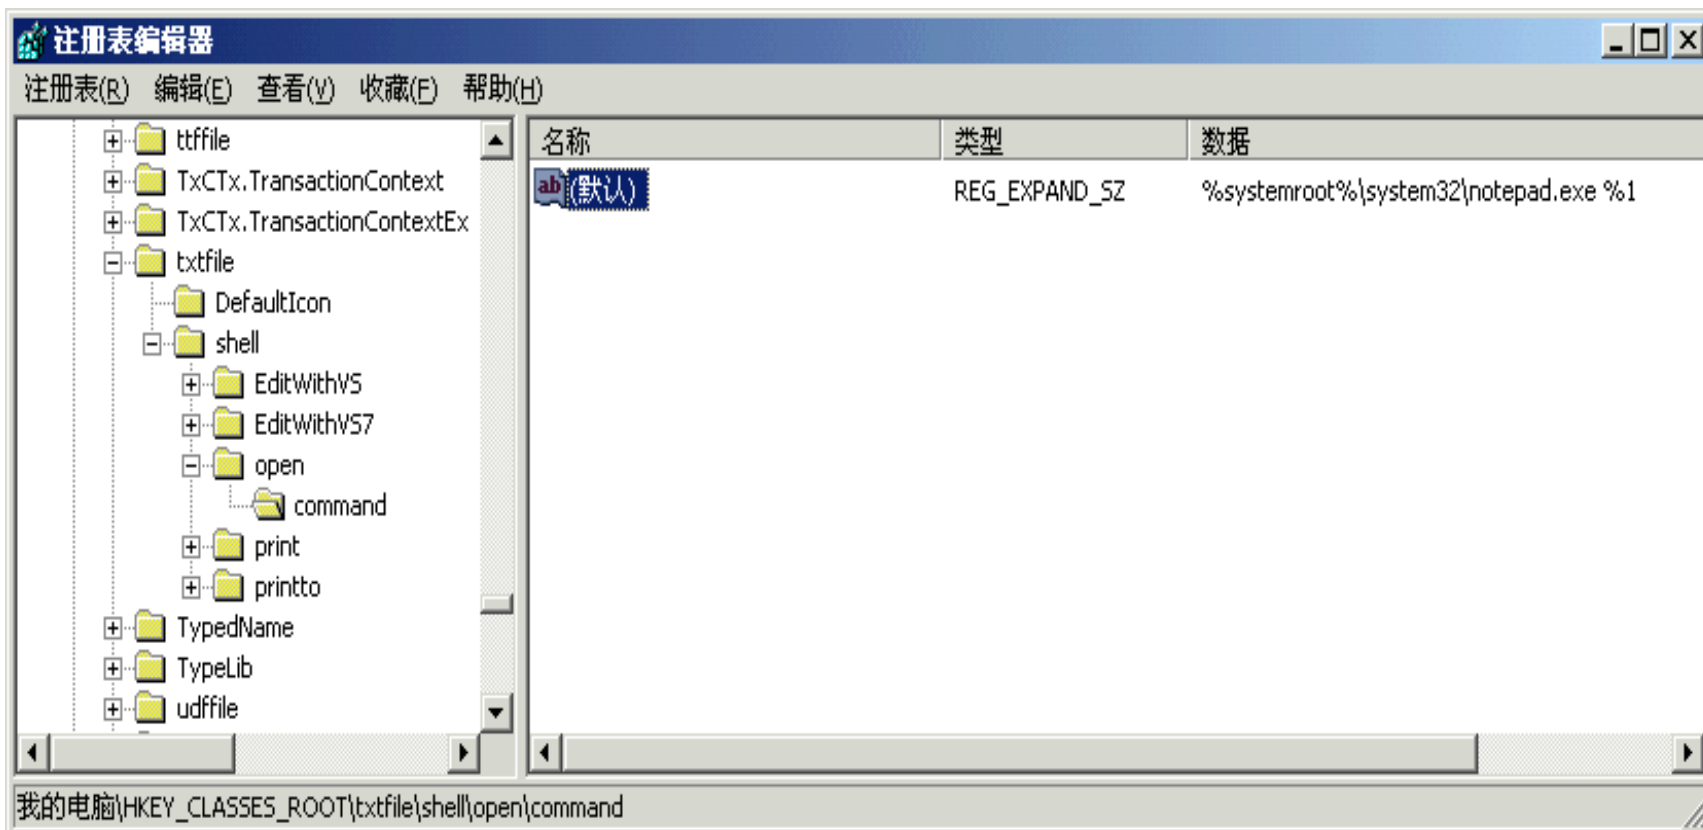 注册表编辑器
注册表(R) 编辑(E) 查看(V) 收藏(F) 帮助(H)
ttffile
TxCTx.TransactionContext
TxCTx.TransactionContextEx
txtfile
DefaultIcon
shell
EditWithVS
EditWithVS7
open
command
print
printto
TypedName
TypeLib
udffile
名称 类型 数据
ab (默认) REG_EXPAND_SZ %systemroot%\system32\notepad.exe %1
我的电脑\HKEY_CLASSES_ROOT\txtfile\shell\open\command